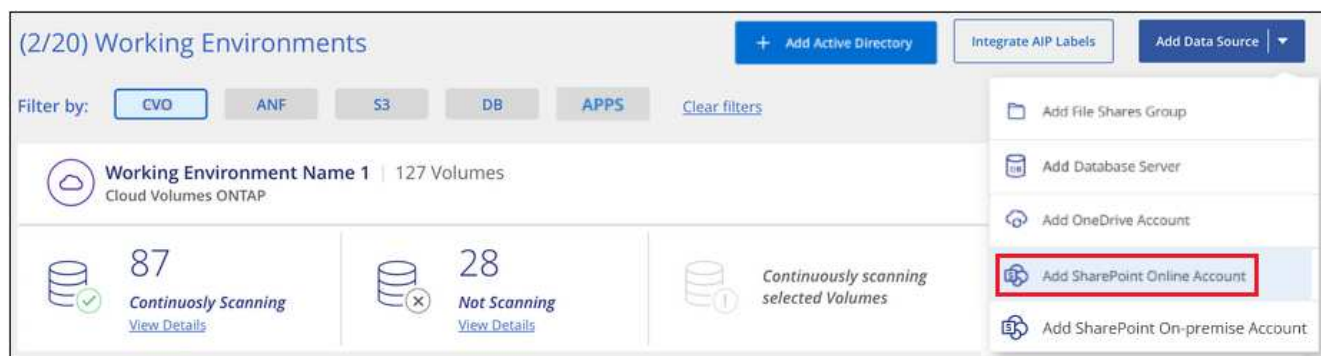 (2/20) Working Environments
+ Add Active Directory
Integrate AIP Labels
Add Data Source
Filter by: CVO ANF S3 DB APPS Clear filters
Add File Shares Group
Working Environment Name 1 | 127 Volumes
Cloud Volumes ONTAP
DB
Add Database Server
Add OneDrive Account
87
Continuosly Scanning
View Details
28
Not Scanning
View Details
Continuously scanning
selected Volumes
S Add SharePoint Online Account
S Add SharePoint On-premise Account